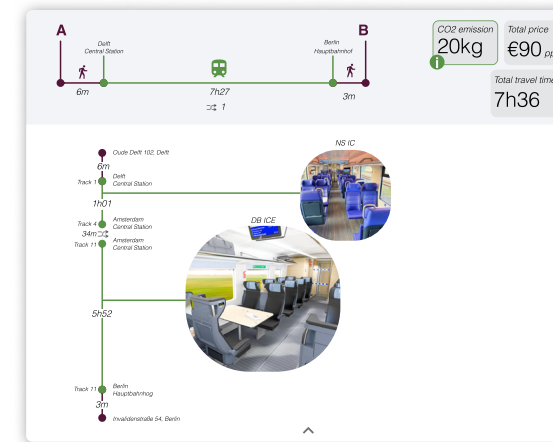 A
B
Delft
Central Station
Berlin
Hauptbahnhof
6m
7h27
3m
1
CO2 emission
20kg
i
Total price
€90 pp
Total travel time
7h36
Oude Delft 102, Delft
6m
Track 1
Delft
Central Station
1h01
NS IC
Track 4
Amsterdam
Central Station
34m
Track 11
Amsterdam
Central Station
DB ICE
5h52
Track 11
Berlin
Hauptbahnhog
3m
Invalidenstraße 54, Berlin